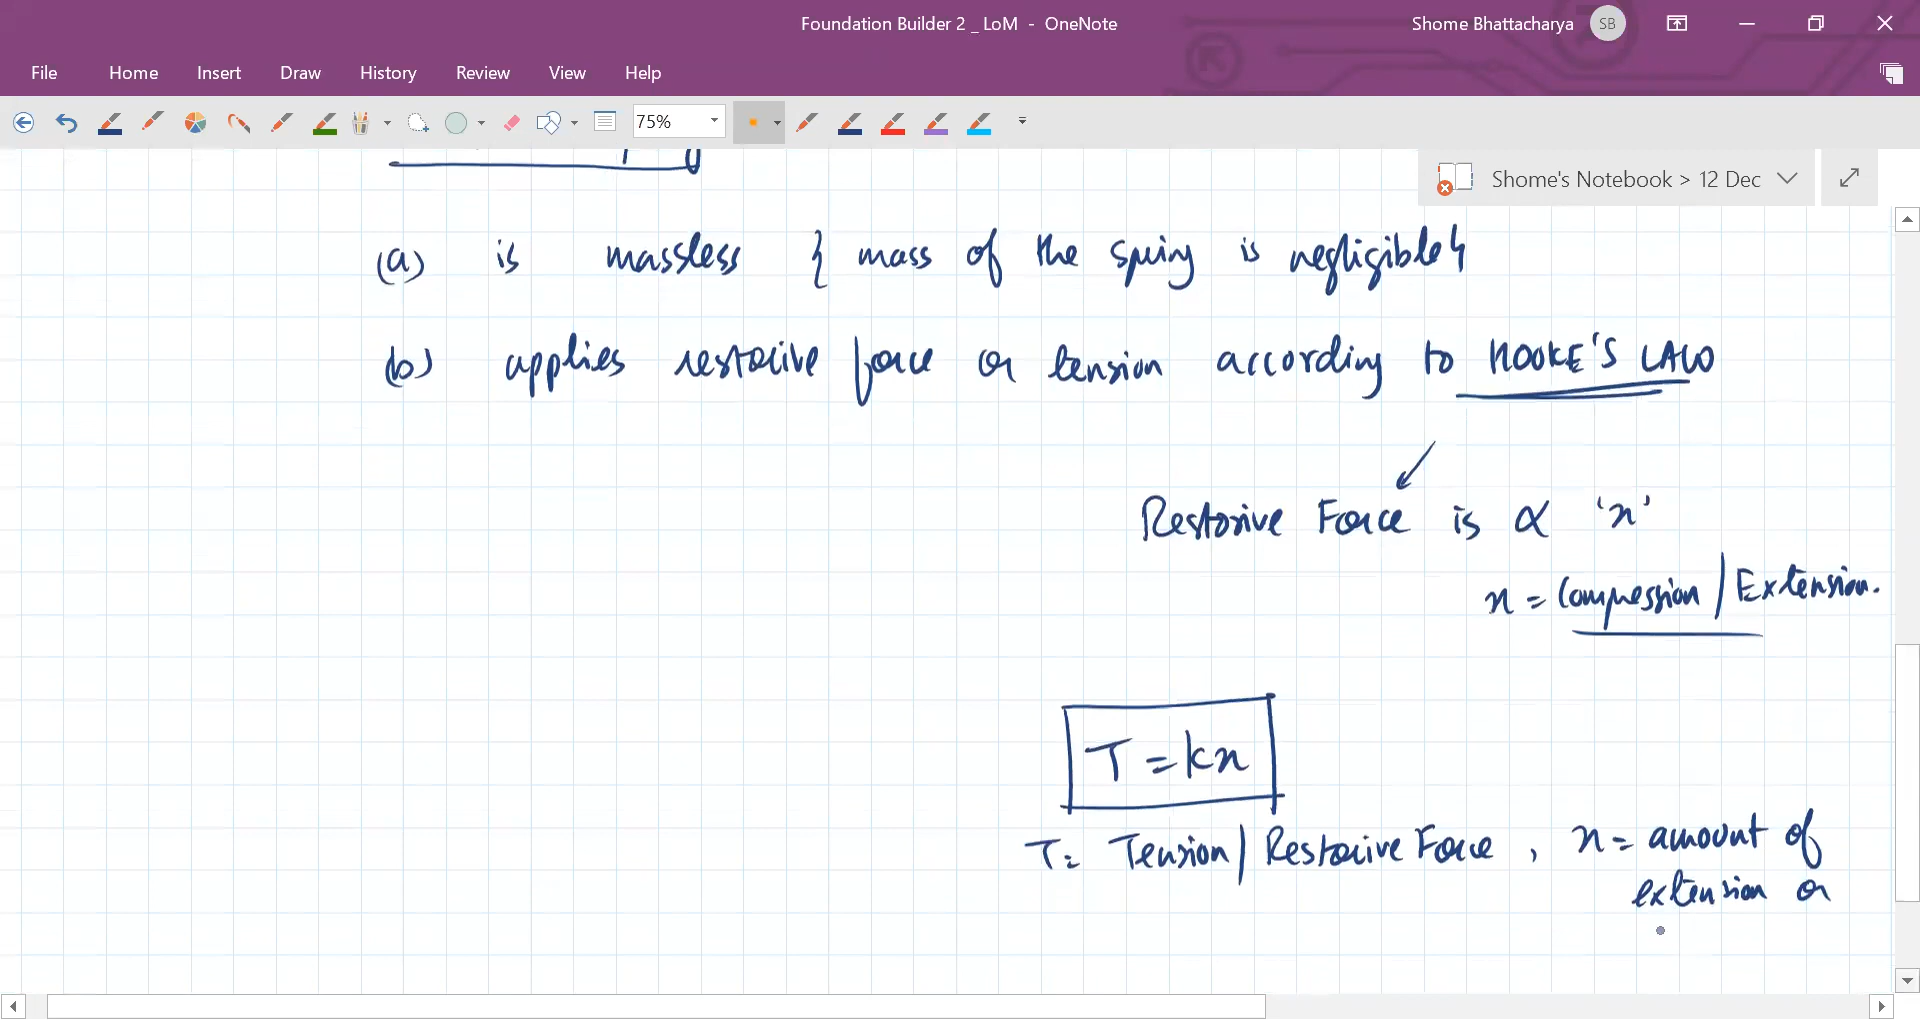 Foundation Builder 2 _ LoM - OneNote
Shome Bhattacharya SB
File Home Insert Draw History Review View Help
75%
Shome's Notebook > 12 Dec
(a) is massless { mass of the spring is negligible}
(b) applies restorive force or tension according to HOOKE'S LAW
Restorive Force is ∝ 'x'
x = Compression | Extension.
T = kx
T = Tension | Restorive Force , x = amount of
extension or